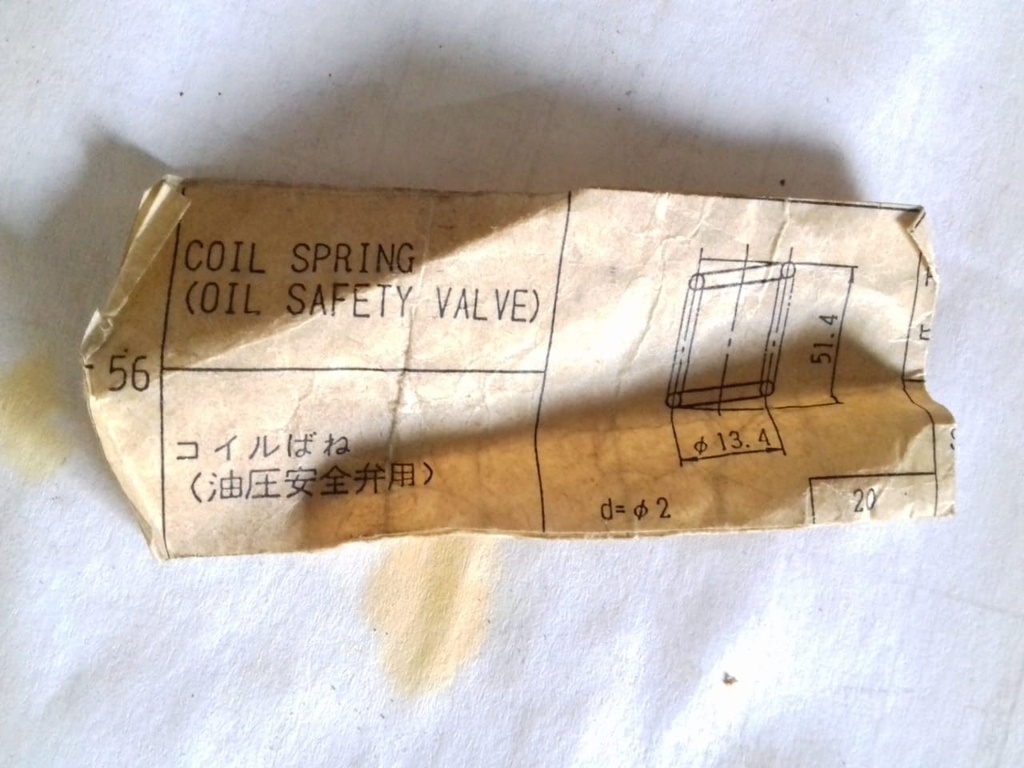 56
COIL SPRING
(OIL SAFETY VALVE)
コイルばね
(油圧安全弁用)
51.4
φ13.4
d=φ2
20